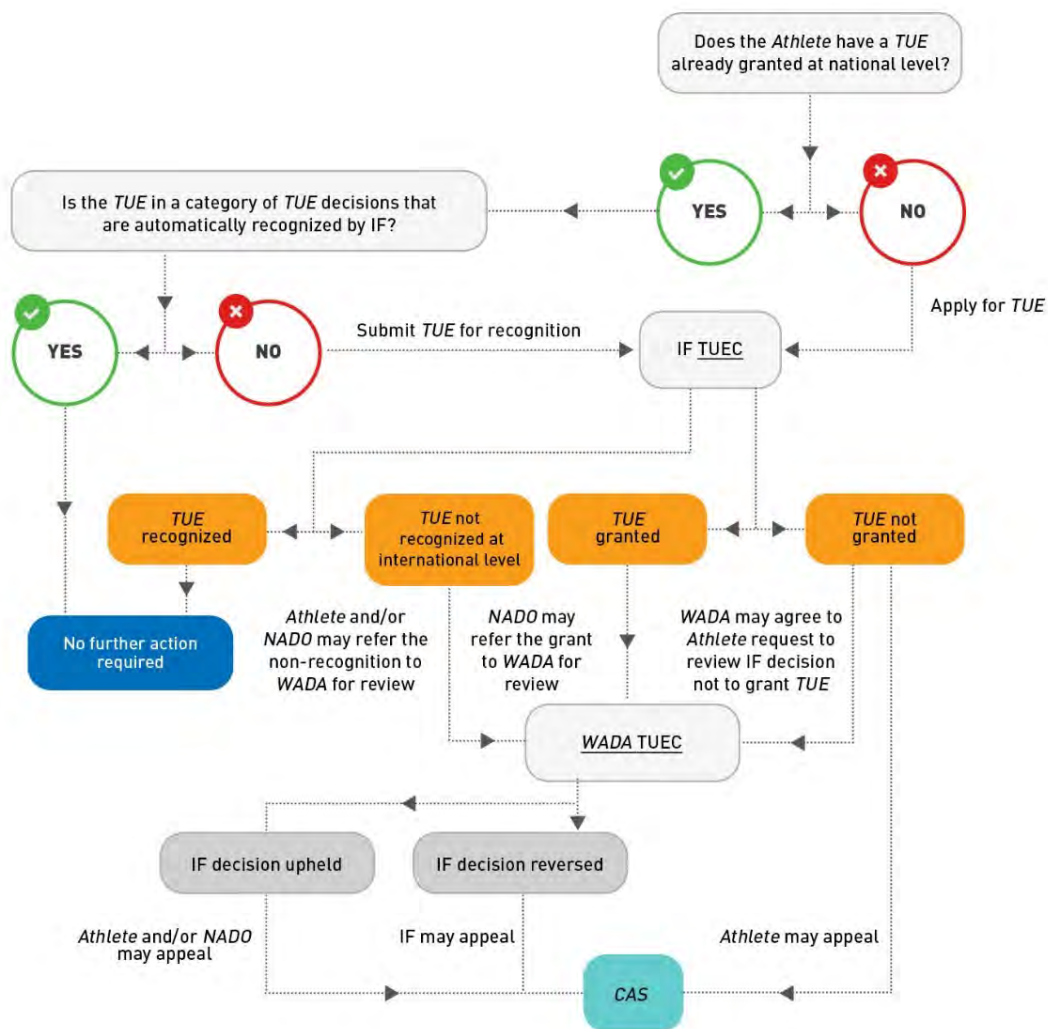 Does the Athlete have a TUE
already granted at national level?
Is the TUE in a category of TUE decisions that
are automatically recognized by IF?
YES
NO
YES
NO
Submit TUE for recognition
IF TUEC
Apply for TUE
TUE
recognized
TUE not
recognized at
international level
TUE
granted
TUE not
granted
No further action
required
Athlete and/or
NADO may refer the
non-recognition to
WADA for review
NADO may
refer the grant
to WADA for
review
WADA may agree to
Athlete request to
review IF decision
not to grant TUE
WADA TUEC
IF decision upheld
IF decision reversed
Athlete and/or NADO
may appeal
IF may appeal
Athlete may appeal
CAS